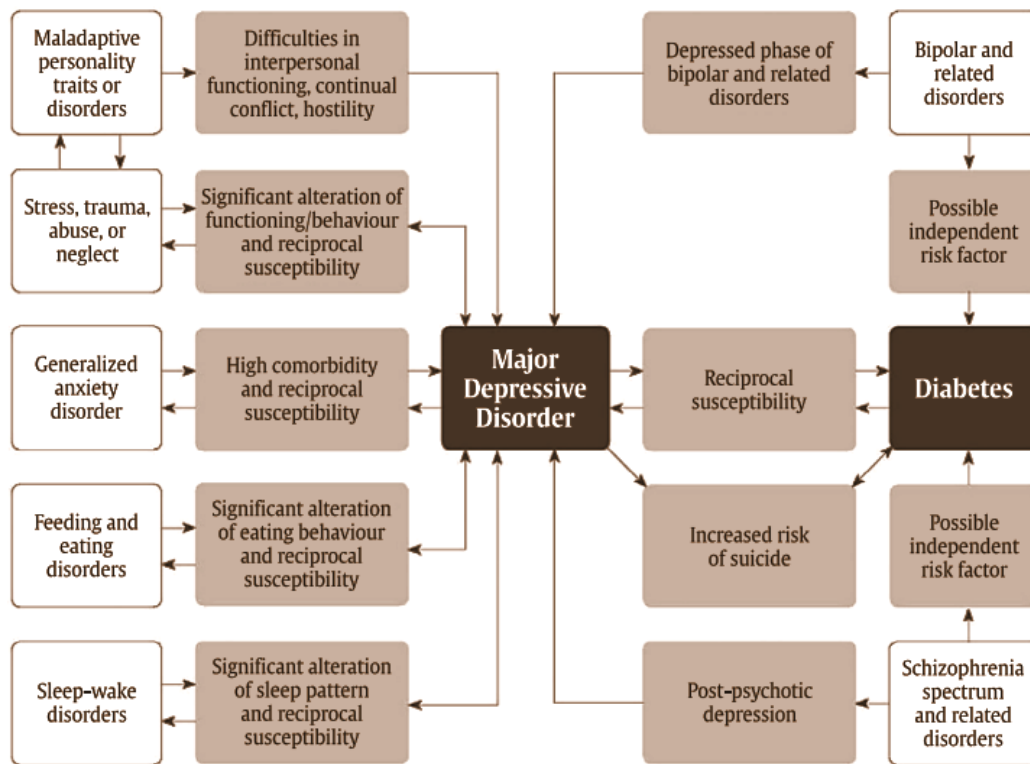 Maladaptive
personality
traits or
disorders
Difficulties in
interpersonal
functioning, continual
conflict, hostility
Depressed phase of
bipolar and related
disorders
Bipolar and
related
disorders
Stress, trauma,
abuse, or
neglect
Significant alteration of
functioning/behaviour
and reciprocal
susceptibility
Possible
independent
risk factor
Generalized
anxiety
disorder
High comorbidity
and reciprocal
susceptibility
Major
Depressive
Disorder
Reciprocal
susceptibility
Diabetes
Feeding and
eating
disorders
Significant alteration
of eating behaviour
and reciprocal
susceptibility
Increased risk
of suicide
Possible
independent
risk factor
Sleep-wake
disorders
Significant alteration
of sleep pattern
and reciprocal
susceptibility
Post-psychotic
depression
Schizophrenia
spectrum
and related
disorders